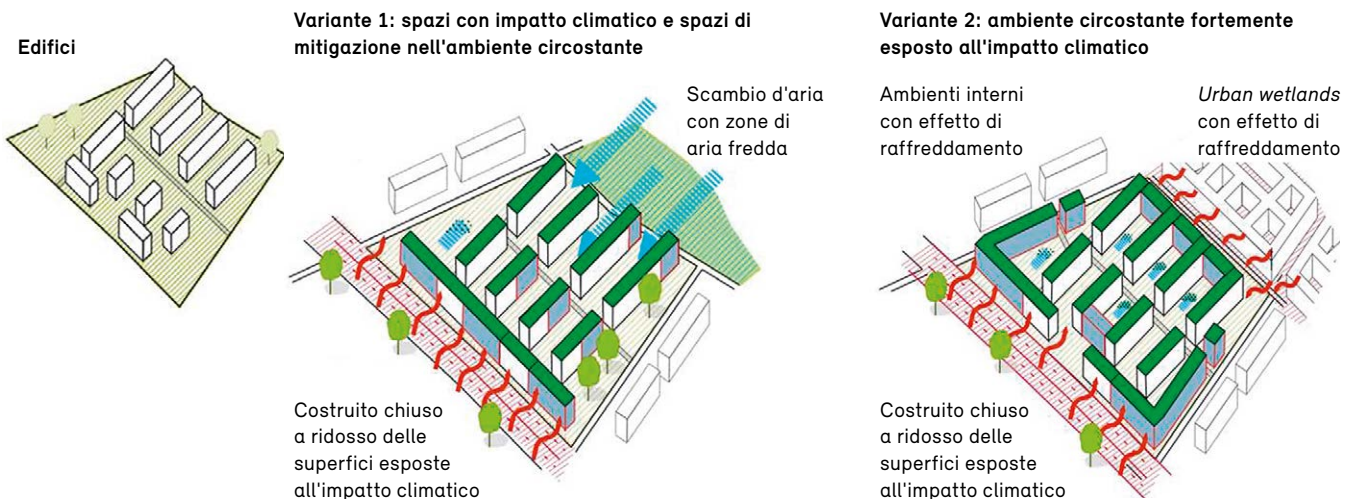 Edifici
Variante 1: spazi con impatto climatico e spazi di
mitigazione nell'ambiente circostante
Scambio d'aria
con zone di
aria fredda
Costruito chiuso
a ridosso delle
superfici esposte
all'impatto climatico
Variante 2: ambiente circostante fortemente
esposto all'impatto climatico
Ambienti interni
con effetto di
raffreddamento
Urban wetlands
con effetto di
raffreddamento
Costruito chiuso
a ridosso delle
superfici esposte
all'impatto climatico